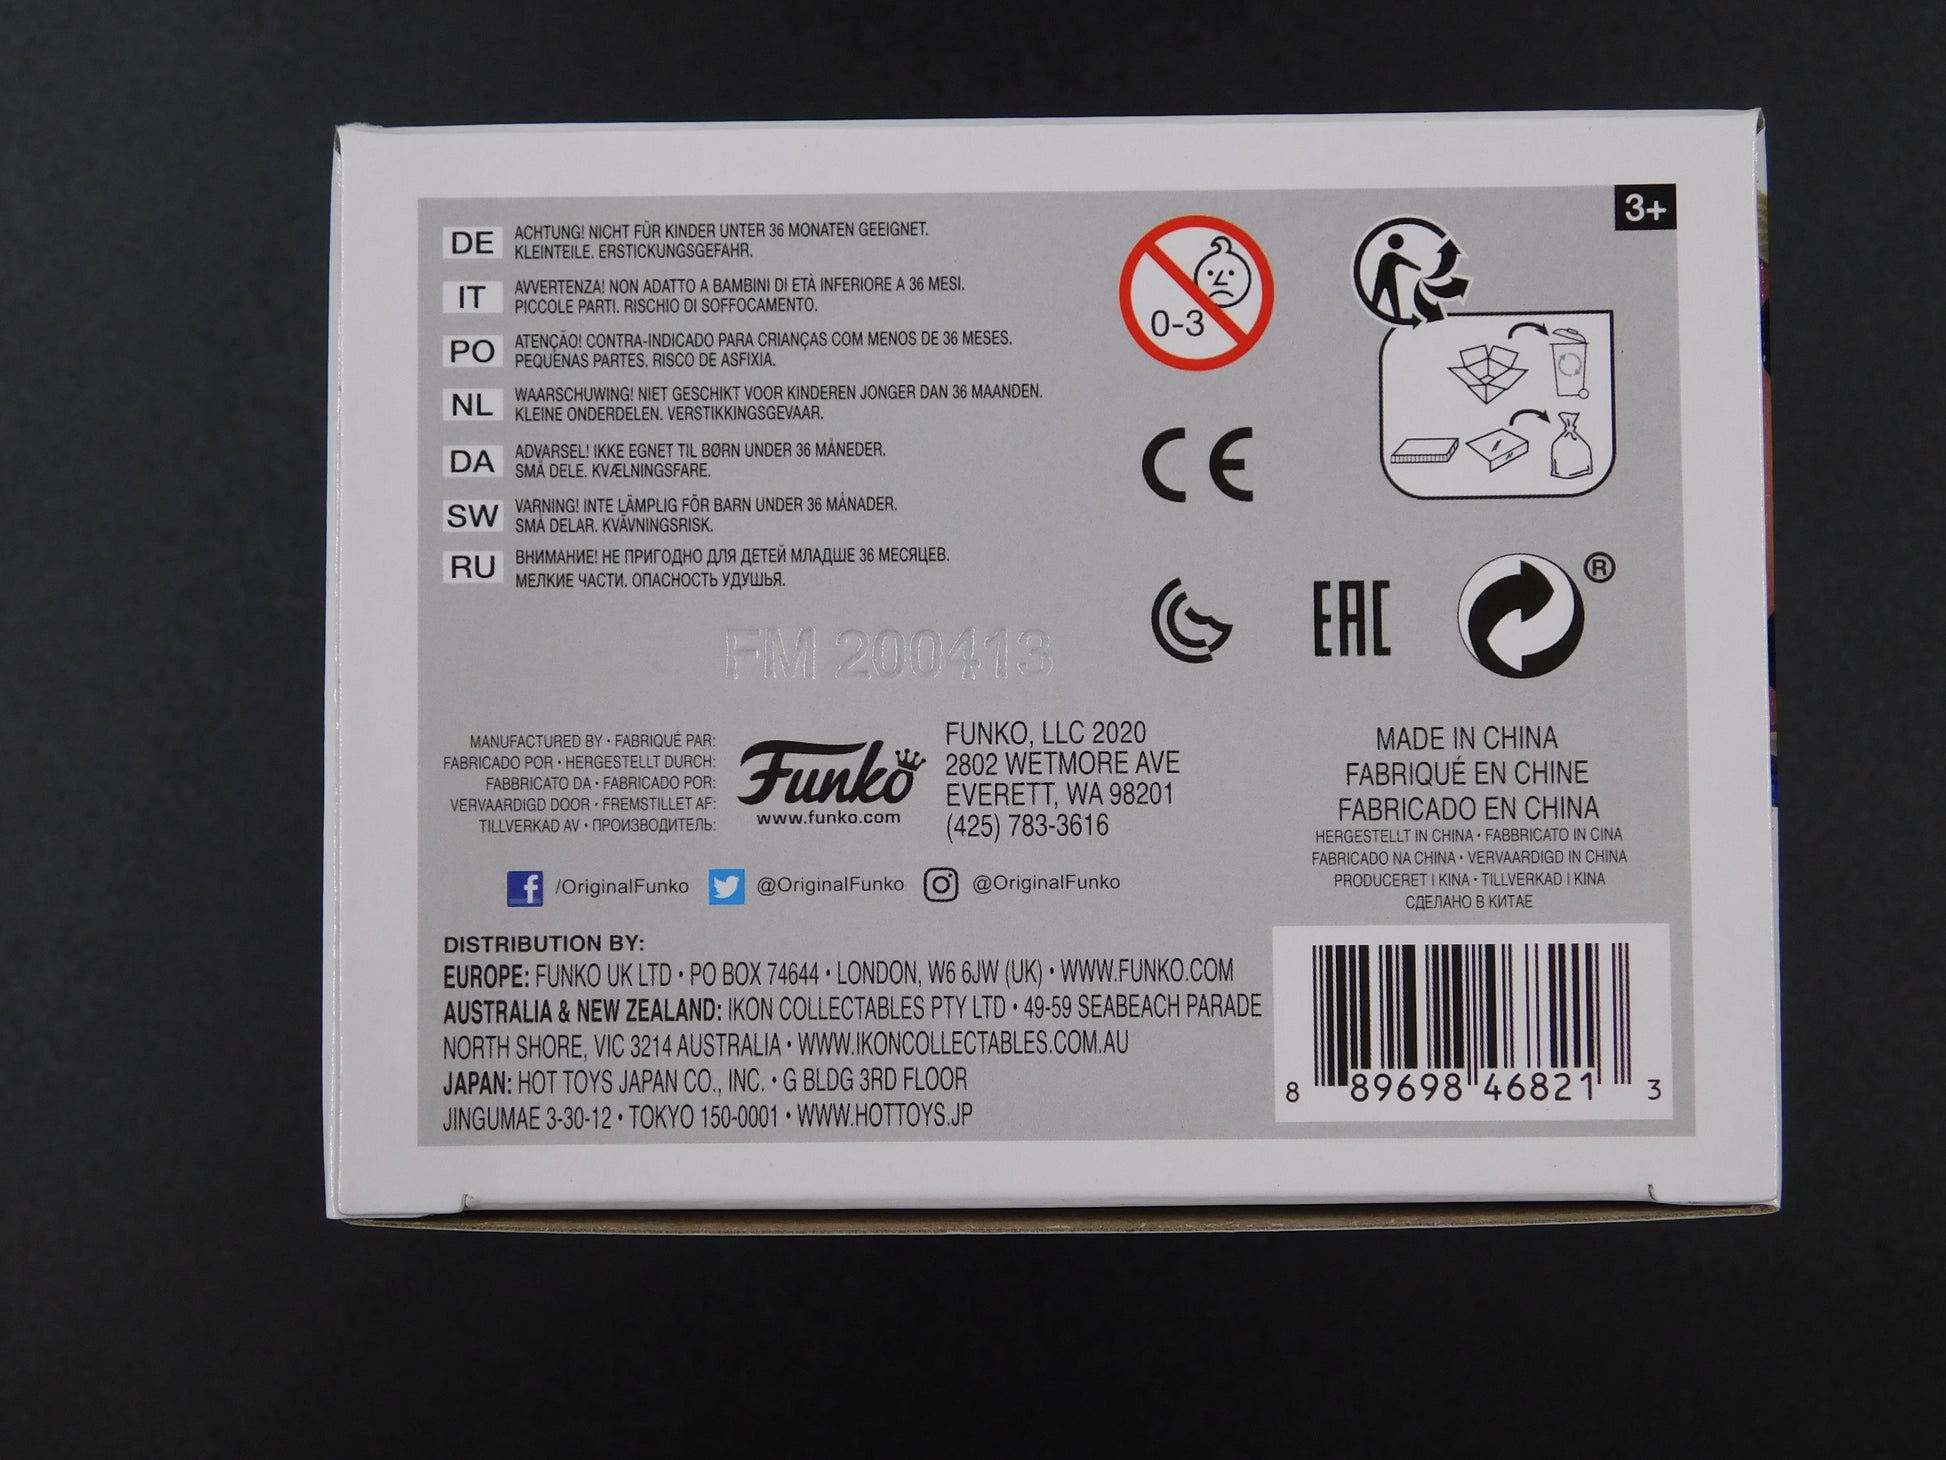 3+
DE
ACHTUNG! NICHT FÜR KINDER UNTER 36 MONATEN GEEIGNET.
KLEINTEILE. ERSTICKUNGSGEFAHR.
IT
AVVERTENZA! NON ADATTO A BAMBINI DI ETÀ INFERIORE A 36 MESI.
PICCOLE PARTI. RISCHIO DI SOFFOCAMENTO.
PO
ATENÇÃO! CONTRA-INDICADO PARA CRIANÇAS COM MENOS DE 36 MESES.
PEQUENAS PARTES. RISCO DE ASFIXIA.
NL
WAARSCHUWING! NIET GESCHIKT VOOR KINDEREN JONGER DAN 36 MAANDEN.
KLEINE ONDERDELEN. VERSTIKKINGSGEVAAR.
DA
ADVARSEL! IKKE EGNET TIL BØRN UNDER 36 MÅNEDER.
SMÅ DELE. KVÆLNINGSFARE.
SW
VARNING! INTE LÄMPLIG FÖR BARN UNDER 36 MÅNADER.
SMÅ DELAR. KVÄVNINGSRISK.
RU
ВНИМАНИЕ! НЕ ПРИГОДНО ДЛЯ ДЕТЕЙ МЛАДШЕ 36 МЕСЯЦЕВ.
МЕЛКИЕ ЧАСТИ. ОПАСНОСТЬ УДУШЬЯ.
0-3
CE
EAC
®
FM 200413
MANUFACTURED BY • FABRIQUÉ PAR:
FABRICADO POR • HERGESTELLT DURCH:
FABBRICATO DA • FABRICADO POR:
VERVAARDIGD DOOR • FREMSTILLET AF:
TILLVERKAD AV • ПРОИЗВОДИТЕЛЬ:
Funko
www.funko.com
FUNKO, LLC 2020
2802 WETMORE AVE
EVERETT, WA 98201
(425) 783-3616
MADE IN CHINA
FABRIQUÉ EN CHINE
FABRICADO EN CHINA
HERGESTELLT IN CHINA • FABBRICATO IN CINA
FABRICADO NA CHINA • VERVAARDIGD IN CHINA
PRODUCERET I KINA • TILLVERKAD I KINA
СДЕЛАНО В КИТАЕ
f /OriginalFunko @OriginalFunko @OriginalFunko
DISTRIBUTION BY:
EUROPE: FUNKO UK LTD • PO BOX 74644 • LONDON, W6 6JW (UK) • WWW.FUNKO.COM
AUSTRALIA & NEW ZEALAND: IKON COLLECTABLES PTY LTD • 49-59 SEABEACH PARADE
NORTH SHORE, VIC 3214 AUSTRALIA • WWW.IKONCOLLECTABLES.COM.AU
JAPAN: HOT TOYS JAPAN CO., INC. • G BLDG 3RD FLOOR
JINGUMAE 3-30-12 • TOKYO 150-0001 • WWW.HOTTOYS.JP
8 89698 46821 3